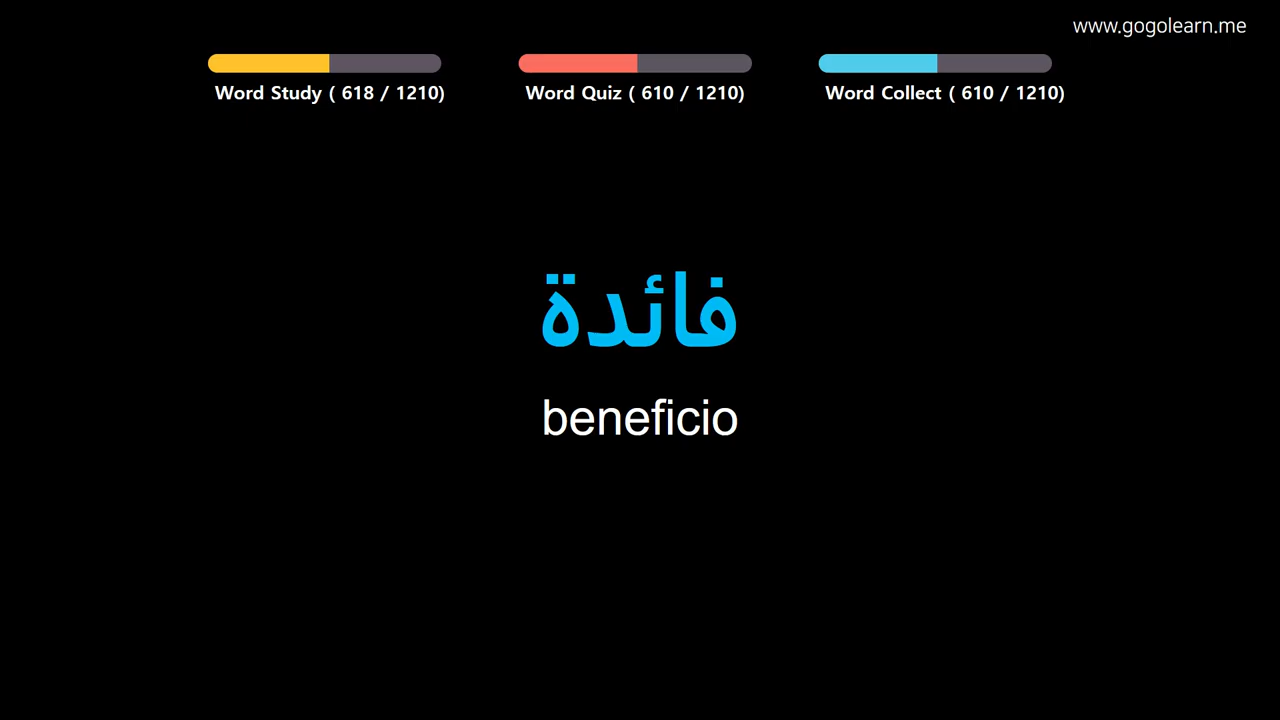 www.gogolearn.me
Word Study ( 618 / 1210)
Word Quiz ( 610 / 1210)
Word Collect ( 610 / 1210)
فائدة
beneficio